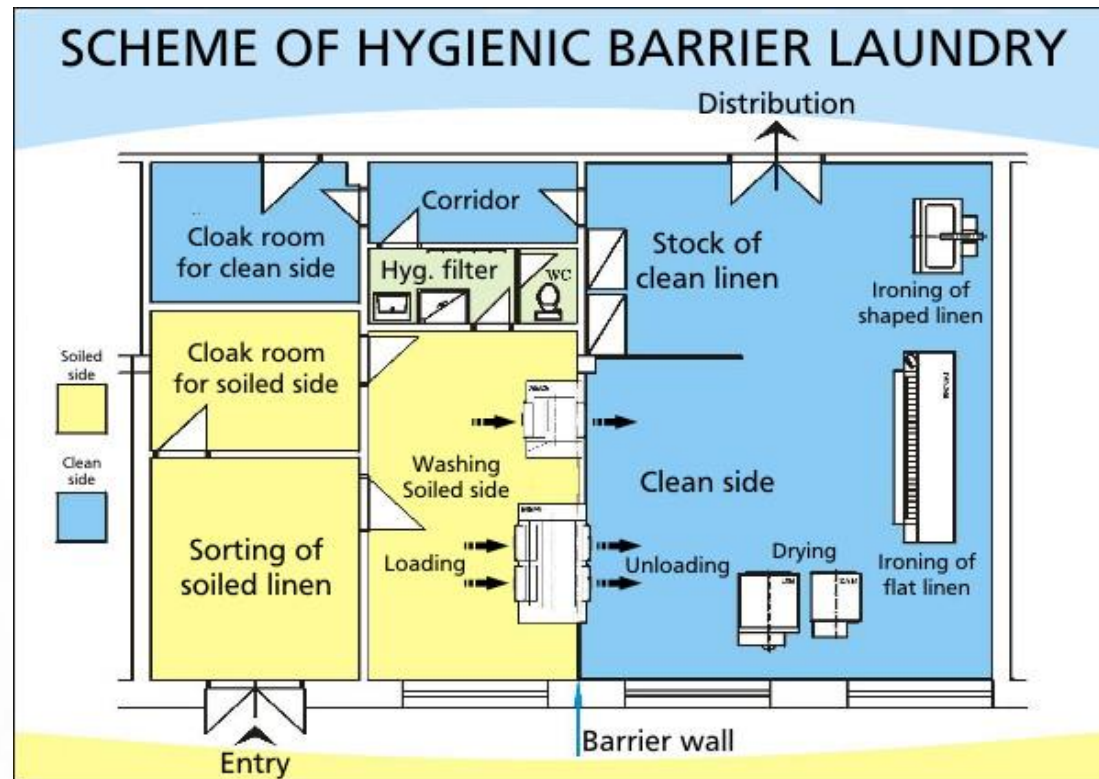 SCHEME OF HYGIENIC BARRIER LAUNDRY
Distribution
Corridor
Cloak room
for clean side
Hyg. filter
WC
Stock of
clean linen
Ironing of
shaped linen
Cloak room
for soiled side
Soiled
side
Clean
side
Washing
Soiled side
Clean side
Sorting of
soiled linen
Loading
Unloading
Drying
Ironing of
flat linen
Barrier wall
Entry